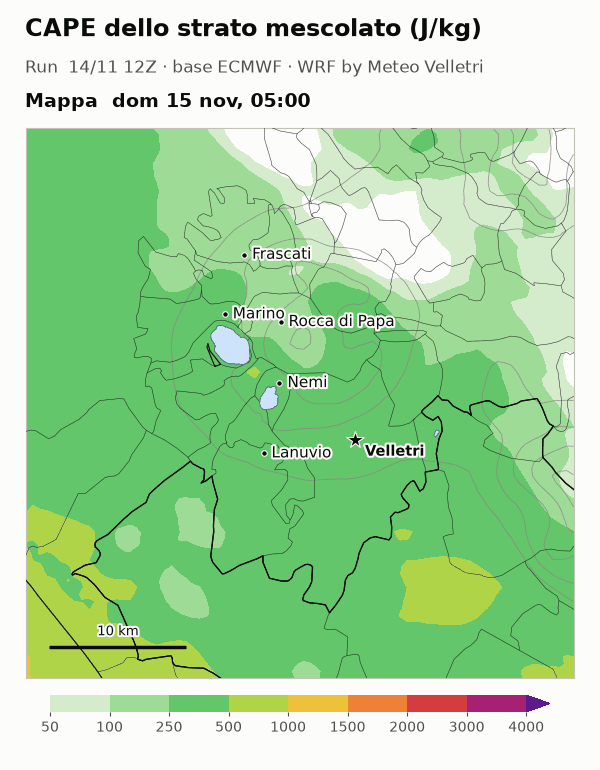 CAPE dello strato mescolato (J/kg)
Run  14/11 12Z · base ECMWF · WRF by Meteo Velletri
Mappa  dom 15 nov, 05:00
Frascati
Marino
Rocca di Papa
Nemi
Velletri
Lanuvio
10 km
50 100 250 500 1000 1500 2000 3000 4000